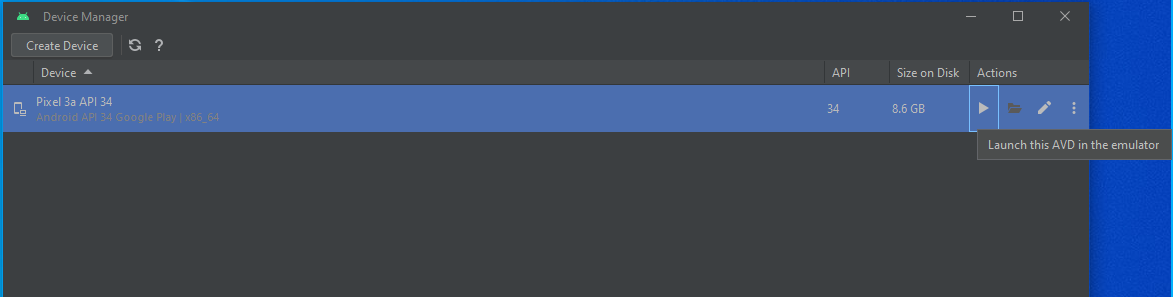 Device Manager
Create Device ?
Device API Size on Disk Actions
Pixel 3a API 34 34 8.6 GB
Android API 34 Google Play | x86_64
Launch this AVD in the emulator